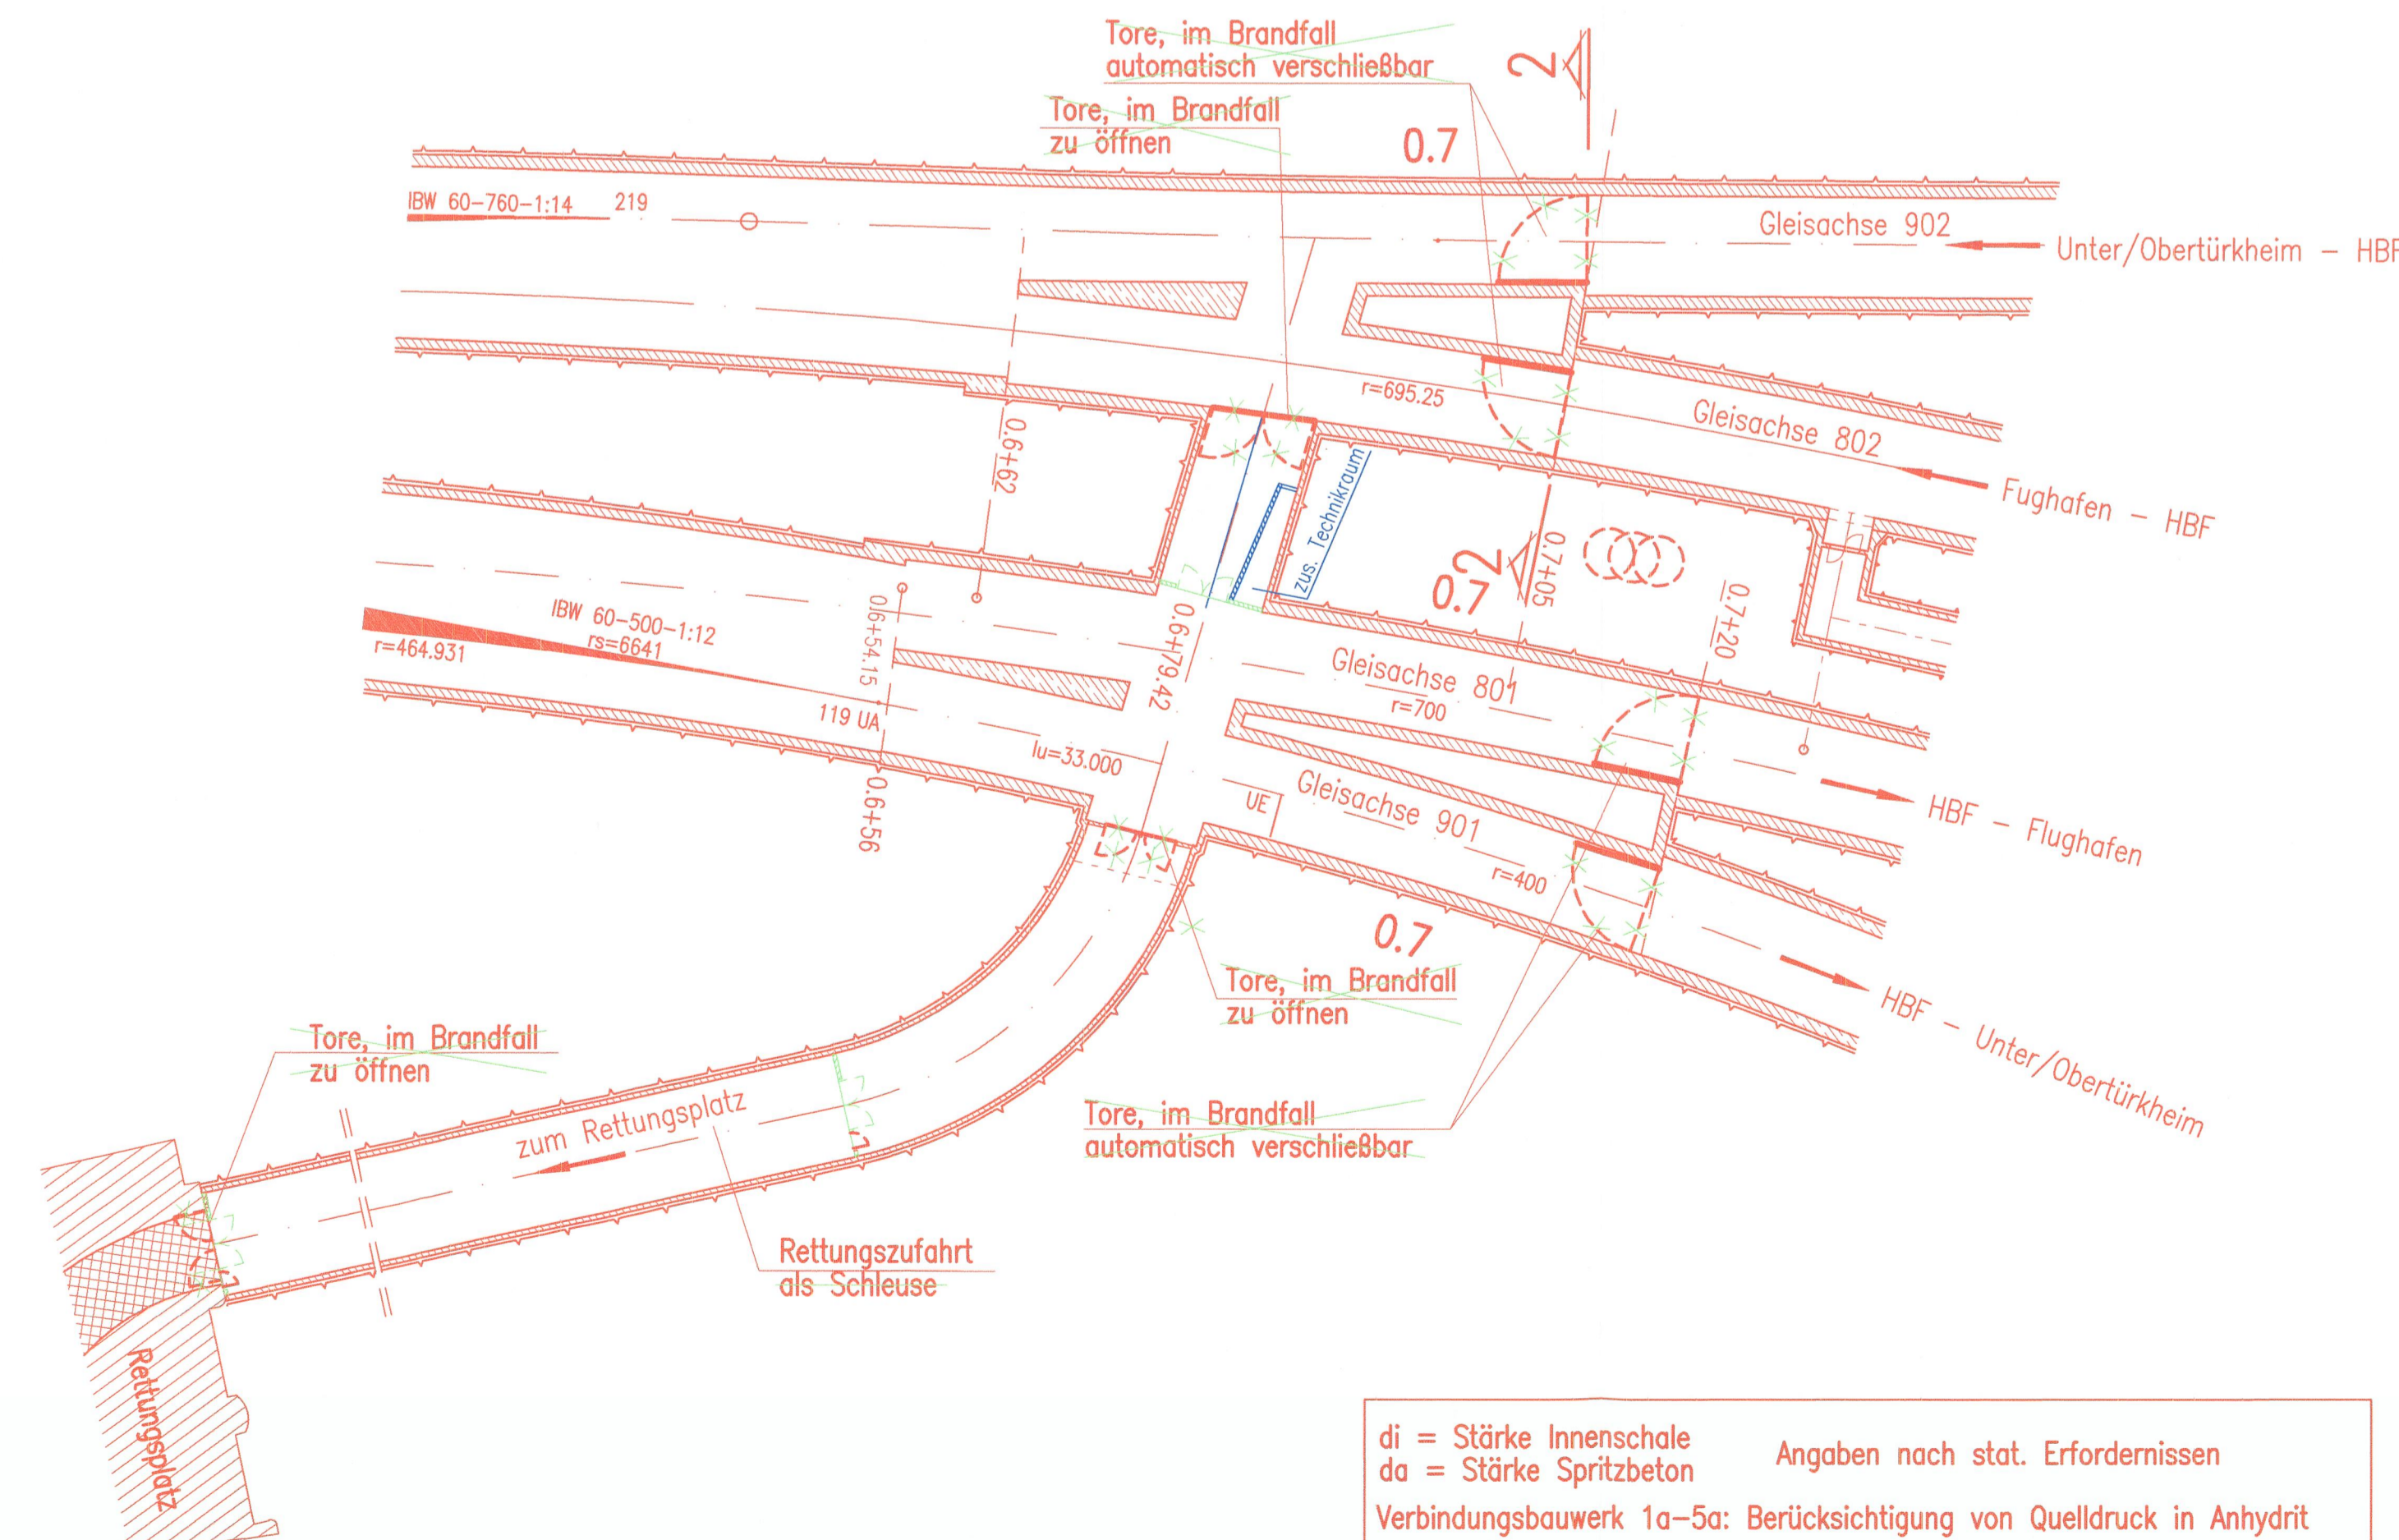 Tore, im Brandfall
automatisch verschließbar
2
Tore, im Brandfall
zu öffnen
0.7
IBW 60-760-1:14 219
Gleisachse 902
Unter/Obertürkheim - HBF
r=695.25
Gleisachse 802
Fughafen - HBF
0.6+62
zus. Technikraum
2
0.7
0.7+05
0.7+20
IBW 60-500-1:12
rs=6641
r=464.931
0.6+54.15
119 UA
0.6+56
0.6+79.42
lu=33.000
Gleisachse 801
r=700
UE
Gleisachse 901
r=400
HBF - Flughafen
HBF - Unter/Obertürkheim
0.7
Tore, im Brandfall
zu öffnen
Tore, im Brandfall
zu öffnen
Tore, im Brandfall
automatisch verschließbar
zum Rettungsplatz
Rettungszufahrt
als Schleuse
Rettungsplatz
di = Stärke Innenschale
da = Stärke Spritzbeton
Angaben nach stat. Erfordernissen
Verbindungsbauwerk 1a-5a: Berücksichtigung von Quelldruck in Anhydrit